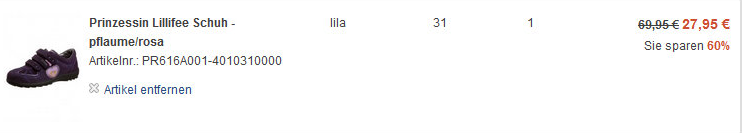 Prinzessin Lillifee Schuh - lila 31 1 69,95 € 27,95 €
pflaume/rosa Sie sparen 60%
Artikelnr.: PR616A001-4010310000
Artikel entfernen